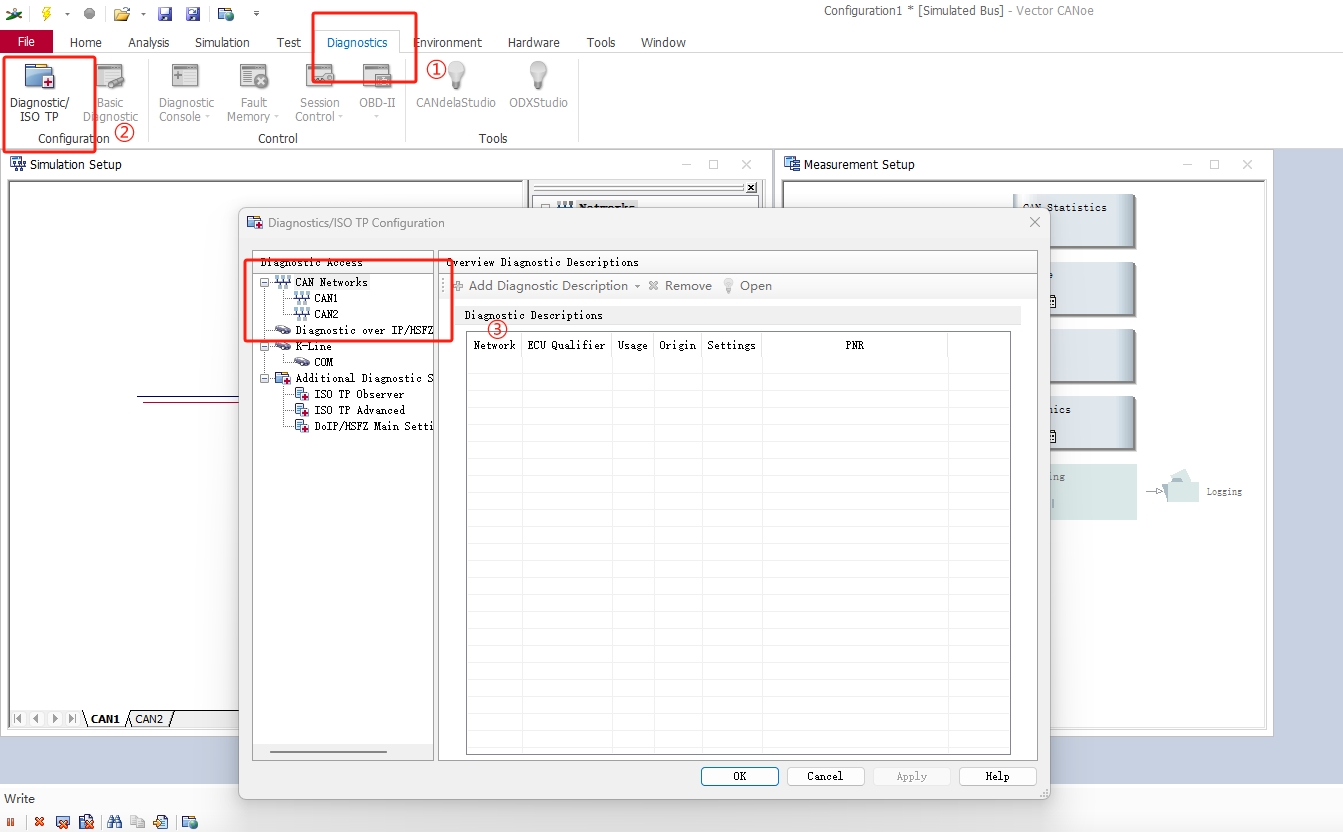 Configuration1 * [Simulated Bus] - Vector CANoe
File Home Analysis Simulation Test Diagnostics Environment Hardware Tools Window
①
Diagnostic/
ISO TP
Basic
Diagnostic
Diagnostic
Console
Fault
Memory
Session
Control
OBD-II
CANdelaStudio
ODXStudio
Configuration
②
Control
Tools
Simulation Setup
Measurement Setup
Networks
CAN Statistics
Diagnostics/ISO TP Configuration
Diagnostic Access
CAN Networks
CAN1
CAN2
Diagnostic over IP/HSFZ
K-Line
COM
Additional Diagnostic S
ISO TP Observer
ISO TP Advanced
DoIP/HSFZ Main Setti
Overview Diagnostic Descriptions
Add Diagnostic Description Remove Open
Diagnostic Descriptions
③
Network ECU Qualifier Usage Origin Settings PNR
OK Cancel Apply Help
Logging
CAN1 CAN2
Write